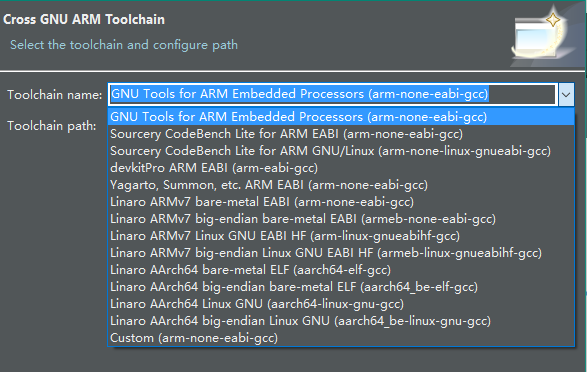 Cross GNU ARM Toolchain
Select the toolchain and configure path
Toolchain name: GNU Tools for ARM Embedded Processors (arm-none-eabi-gcc)
Toolchain path:
GNU Tools for ARM Embedded Processors (arm-none-eabi-gcc)
Sourcery CodeBench Lite for ARM EABI (arm-none-eabi-gcc)
Sourcery CodeBench Lite for ARM GNU/Linux (arm-none-linux-gnueabi-gcc)
devkitPro ARM EABI (arm-eabi-gcc)
Yagarto, Summon, etc. ARM EABI (arm-none-eabi-gcc)
Linaro ARMv7 bare-metal EABI (arm-none-eabi-gcc)
Linaro ARMv7 big-endian bare-metal EABI (armeb-none-eabi-gcc)
Linaro ARMv7 Linux GNU EABI HF (arm-linux-gnueabihf-gcc)
Linaro ARMv7 big-endian Linux GNU EABI HF (armeb-linux-gnueabihf-gcc)
Linaro AArch64 bare-metal ELF (aarch64-elf-gcc)
Linaro AArch64 big-endian bare-metal ELF (aarch64_be-elf-gcc)
Linaro AArch64 Linux GNU (aarch64-linux-gnu-gcc)
Linaro AArch64 big-endian Linux GNU (aarch64_be-linux-gnu-gcc)
Custom (arm-none-eabi-gcc)